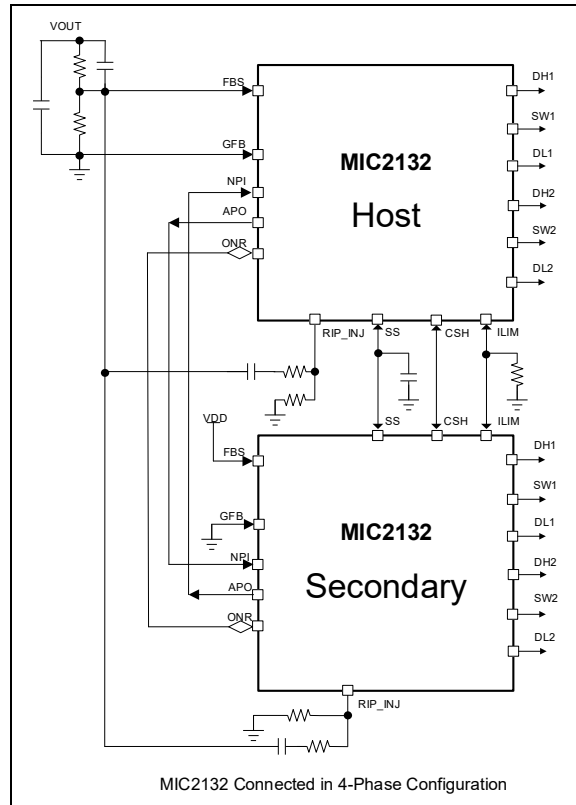 VOUT
FBS
DH1
SW1
GFB
MIC2132
DL1
NPI
Host
DH2
APO
SW2
ONR
DL2
RIP_INJ
SS
CSH
ILIM
VDD
SS
CSH
ILIM
FBS
DH1
SW1
GFB
MIC2132
DL1
NPI
Secondary
DH2
APO
SW2
ONR
DL2
RIP_INJ
MIC2132 Connected in 4-Phase Configuration